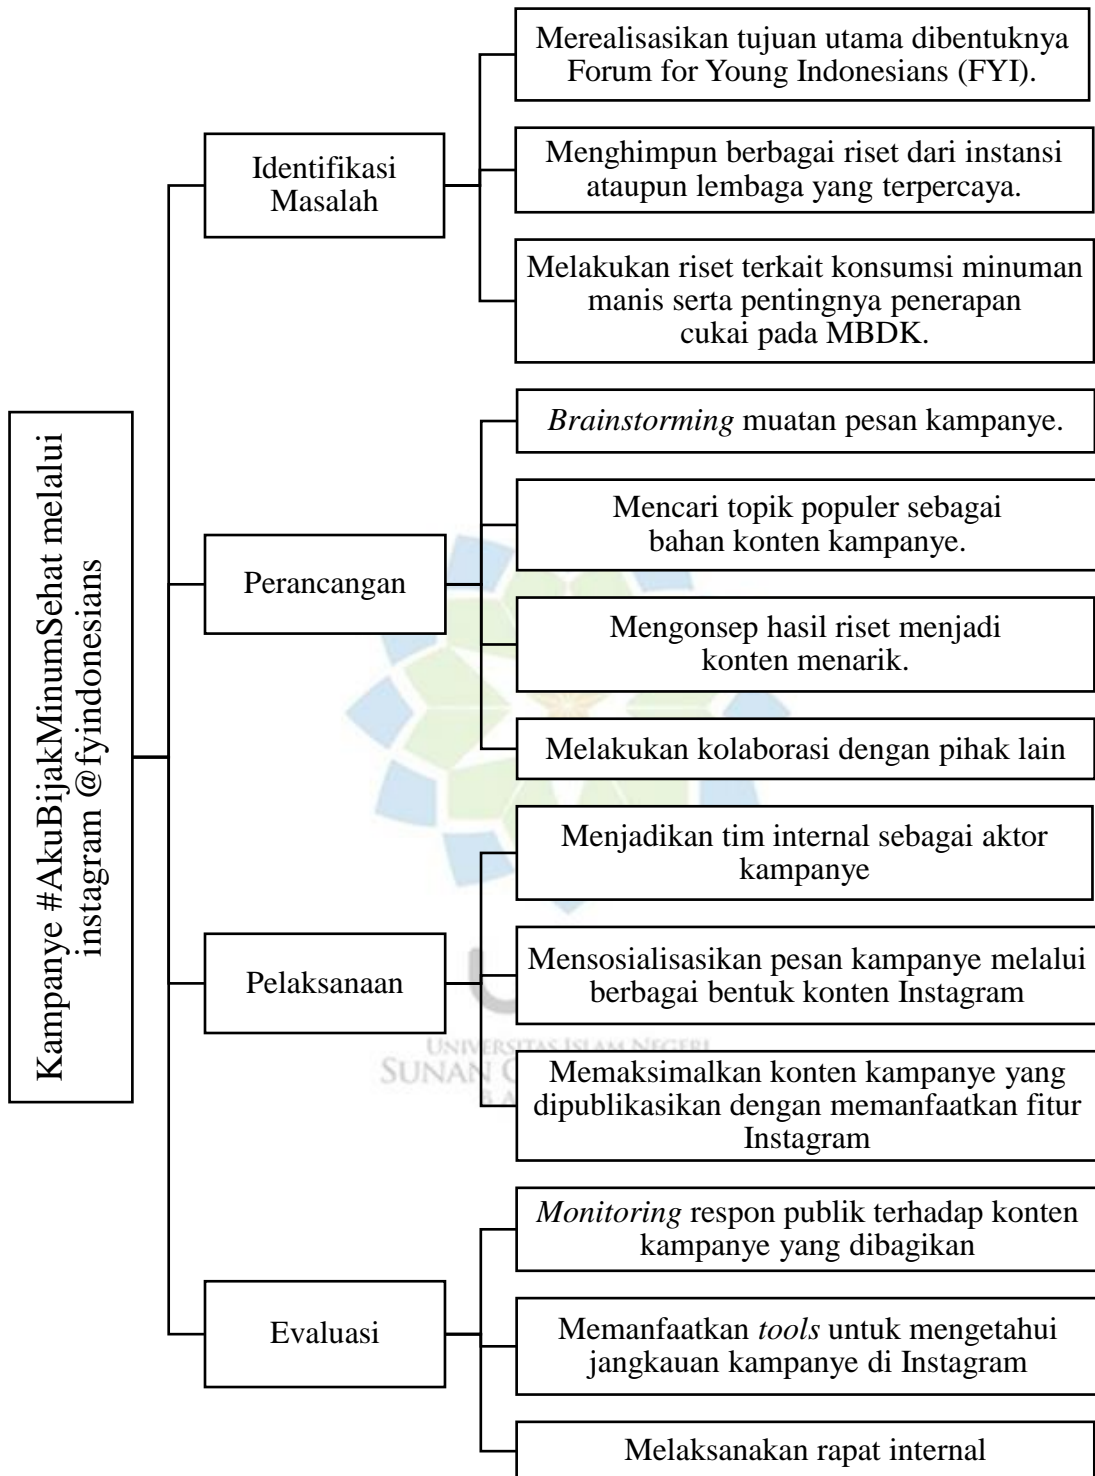 Kampanye #AkuBijakMinumSehat melalui
instagram @fyindonesians
Identifikasi
Masalah
Merealisasikan tujuan utama dibentuknya
Forum for Young Indonesians (FYI).
Menghimpun berbagai riset dari instansi
ataupun lembaga yang terpercaya.
Melakukan riset terkait konsumsi minuman
manis serta pentingnya penerapan
cukai pada MBDK.
Perancangan
Brainstorming muatan pesan kampanye.
Mencari topik populer sebagai
bahan konten kampanye.
Mengonsep hasil riset menjadi
konten menarik.
Melakukan kolaborasi dengan pihak lain
Pelaksanaan
Menjadikan tim internal sebagai aktor
kampanye
Mensosialisasikan pesan kampanye melalui
berbagai bentuk konten Instagram
UNIVERSITAS ISLAM NEGERI
SUNAN
Memaksimalkan konten kampanye yang
dipublikasikan dengan memanfaatkan fitur
Instagram
Evaluasi
Monitoring respon publik terhadap konten
kampanye yang dibagikan
Memanfaatkan tools untuk mengetahui
jangkauan kampanye di Instagram
Melaksanakan rapat internal